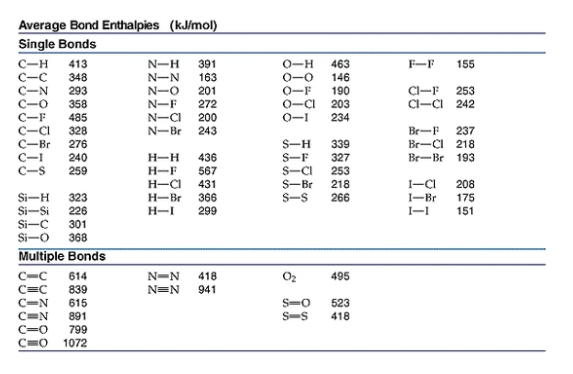 Average Bond Enthalpies (kJ/mol)
Single Bonds
C—H 413 N—H 391 O—H 463 F—F 155
C—C 348 N—N 163 O—O 146
C—N 293 N—O 201 O—F 190 Cl—F 253
C—O 358 N—F 272 O—Cl 203 Cl—Cl 242
C—F 485 N—Cl 200 O—I 234
C—Cl 328 N—Br 243 Br—F 237
C—Br 276 S—H 339 Br—Cl 218
C—I 240 H—H 436 S—F 327 Br—Br 193
C—S 259 H—F 567 S—Cl 253
H—Cl 431 S—Br 218 I—Cl 208
Si—H 323 H—Br 366 S—S 266 I—Br 175
Si—Si 226 H—I 299 I—I 151
Si—C 301
Si—O 368
Multiple Bonds
C=C 614 N=N 418 O₂ 495
C≡C 839 N≡N 941
C=N 615 S=O 523
C≡N 891 S=S 418
C=O 799
C≡O 1072